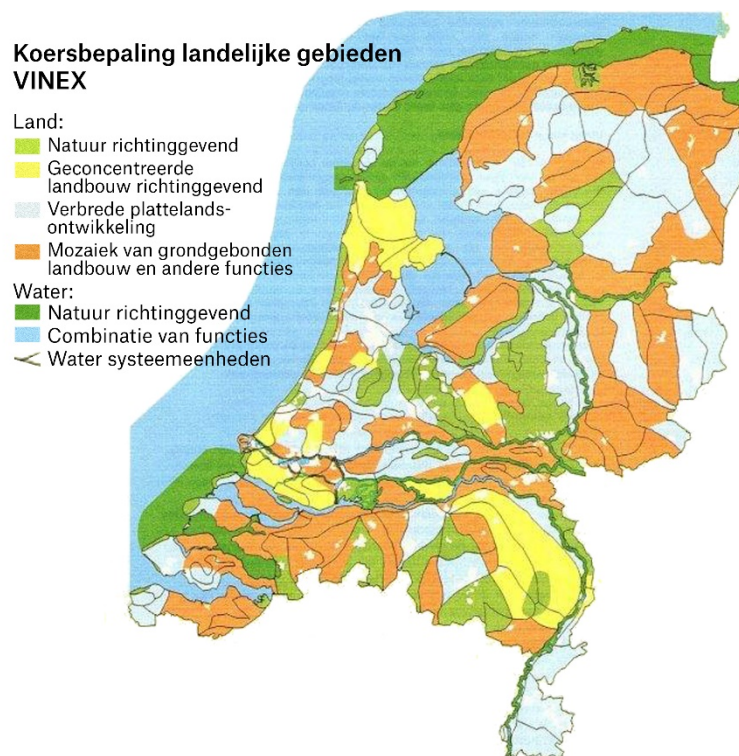 Koersbepaling landelijke gebieden
VINEX
Land:
Natuur richtinggevend
Geconcentreerde
landbouw richtinggevend
Verbrede plattelands-
ontwikkeling
Mozaiek van grondgebonden
landbouw en andere functies
Water:
Natuur richtinggevend
Combinatie van functies
Water systeemeenheden